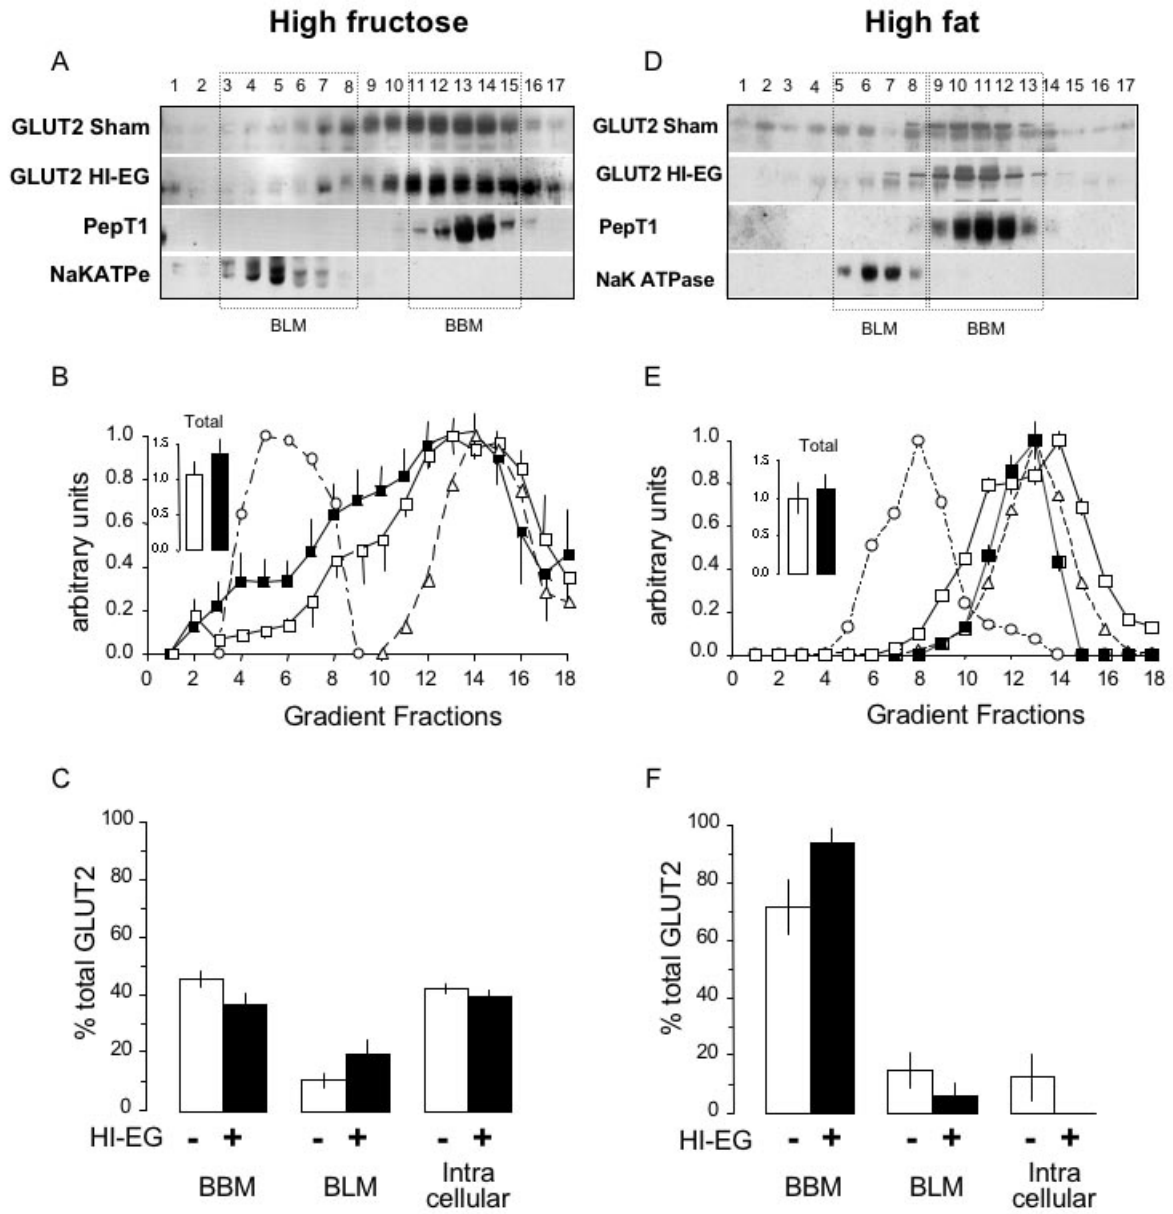 High fructose
High fat
A
1 2 3 4 5 6 7 8 9 10 11 12 13 14 15 16 17
GLUT2 Sham
GLUT2 HI-EG
PepT1
NaKATPe
BLM BBM
D
1 2 3 4 5 6 7 8 9 10 11 12 13 14 15 16 17
GLUT2 Sham
GLUT2 HI-EG
PepT1
NaK ATPase
BLM BBM
B
arbitrary units
1.0
0.8
0.6
0.4
0.2
0.0
Total
1.5
1.0
0.5
0.0
0 2 4 6 8 10 12 14 16 18
Gradient Fractions
E
arbitrary units
1.0
0.8
0.6
0.4
0.2
0.0
Total
1.5
1.0
0.5
0.0
0 2 4 6 8 10 12 14 16 18
Gradient Fractions
C
% total GLUT2
100
80
60
40
20
0
HI-EG - + - + - +
BBM BLM Intra
cellular
F
% total GLUT2
100
80
60
40
20
0
HI-EG - + - + - +
BBM BLM Intra
cellular